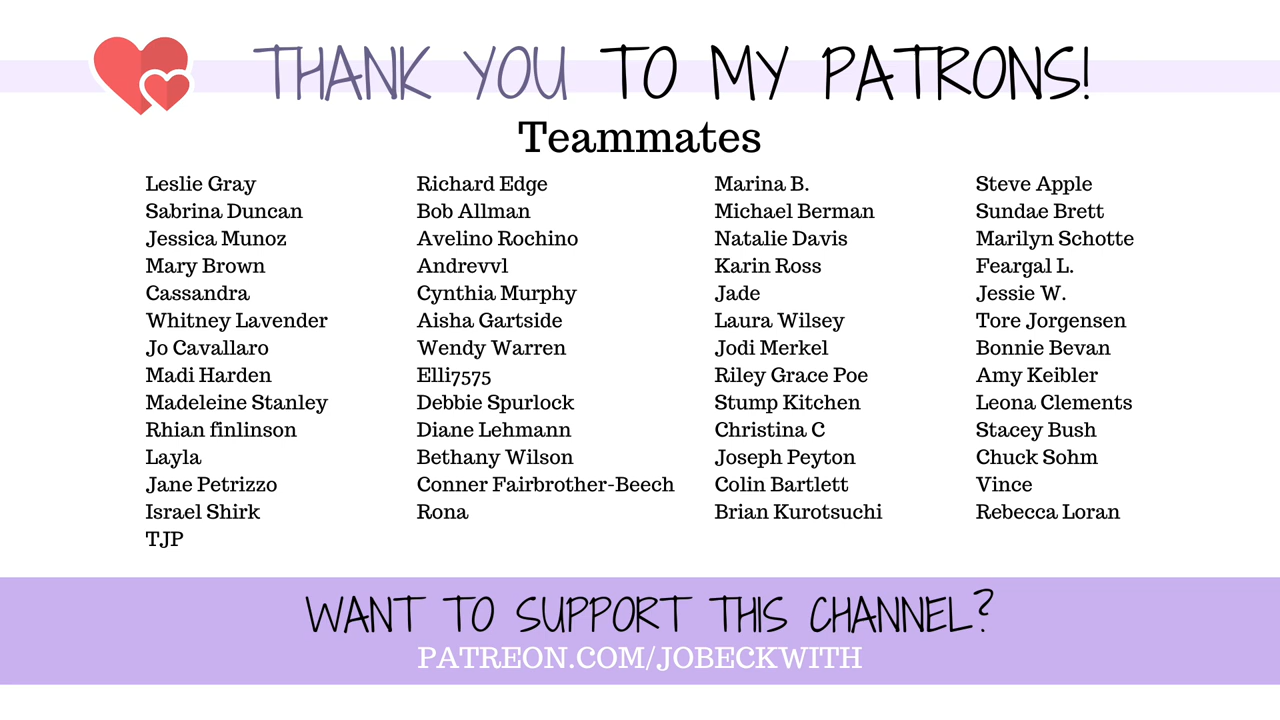 THANK YOU TO MY PATRONS!
Teammates
Leslie Gray
Sabrina Duncan
Jessica Munoz
Mary Brown
Cassandra
Whitney Lavender
Jo Cavallaro
Madi Harden
Madeleine Stanley
Rhian finlinson
Layla
Jane Petrizzo
Israel Shirk
TJP
Richard Edge
Bob Allman
Avelino Rochino
Andrevvl
Cynthia Murphy
Aisha Gartside
Wendy Warren
Elli7575
Debbie Spurlock
Diane Lehmann
Bethany Wilson
Conner Fairbrother-Beech
Rona
Marina B.
Michael Berman
Natalie Davis
Karin Ross
Jade
Laura Wilsey
Jodi Merkel
Riley Grace Poe
Stump Kitchen
Christina C
Joseph Peyton
Colin Bartlett
Brian Kurotsuchi
Steve Apple
Sundae Brett
Marilyn Schotte
Feargal L.
Jessie W.
Tore Jorgensen
Bonnie Bevan
Amy Keibler
Leona Clements
Stacey Bush
Chuck Sohm
Vince
Rebecca Loran
WANT TO SUPPORT THIS CHANNEL?
PATREON.COM/JOBECKWITH